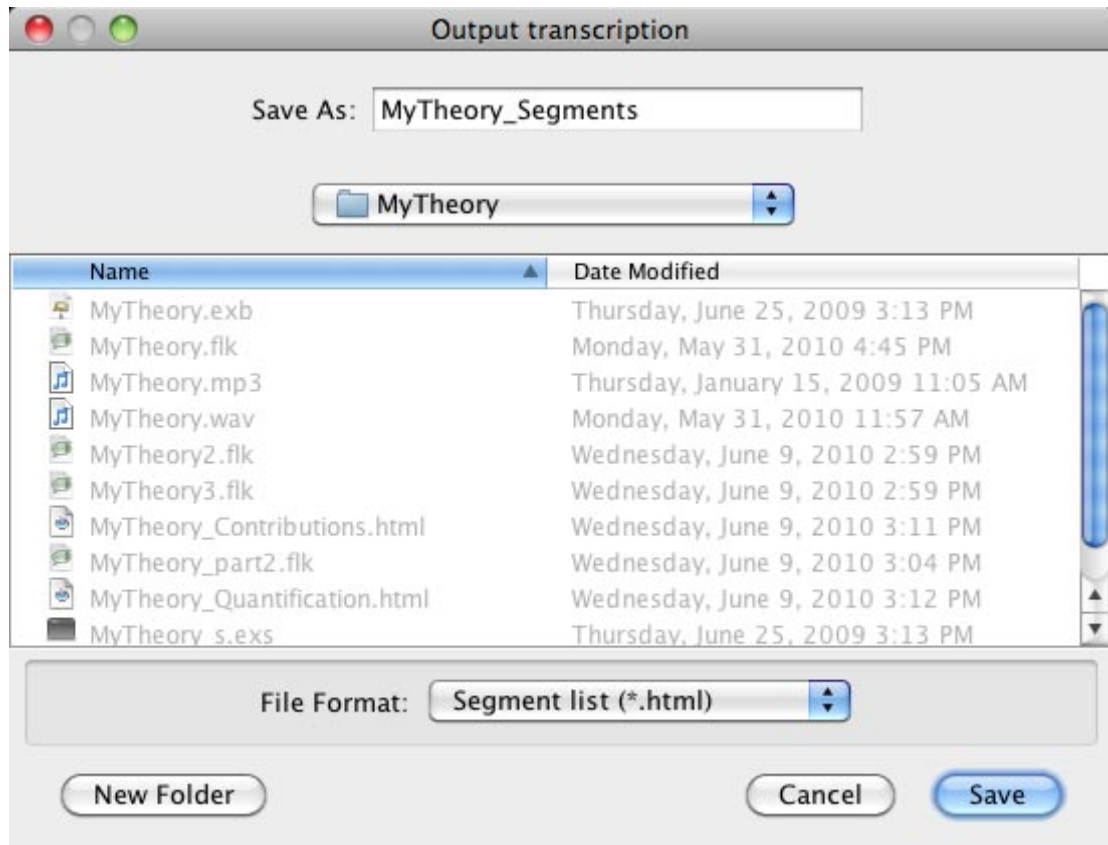 Output transcription
Save As: MyTheory_Segments
MyTheory
Name Date Modified
MyTheory.exb Thursday, June 25, 2009 3:13 PM
MyTheory.flk Monday, May 31, 2010 4:45 PM
MyTheory.mp3 Thursday, January 15, 2009 11:05 AM
MyTheory.wav Monday, May 31, 2010 11:57 AM
MyTheory2.flk Wednesday, June 9, 2010 2:59 PM
MyTheory3.flk Wednesday, June 9, 2010 2:59 PM
MyTheory_Contributions.html Wednesday, June 9, 2010 3:11 PM
MyTheory_part2.flk Wednesday, June 9, 2010 3:04 PM
MyTheory_Quantification.html Wednesday, June 9, 2010 3:12 PM
MyTheory_s.exs Thursday, June 25, 2009 3:13 PM
File Format: Segment list (*.html)
New Folder Cancel Save